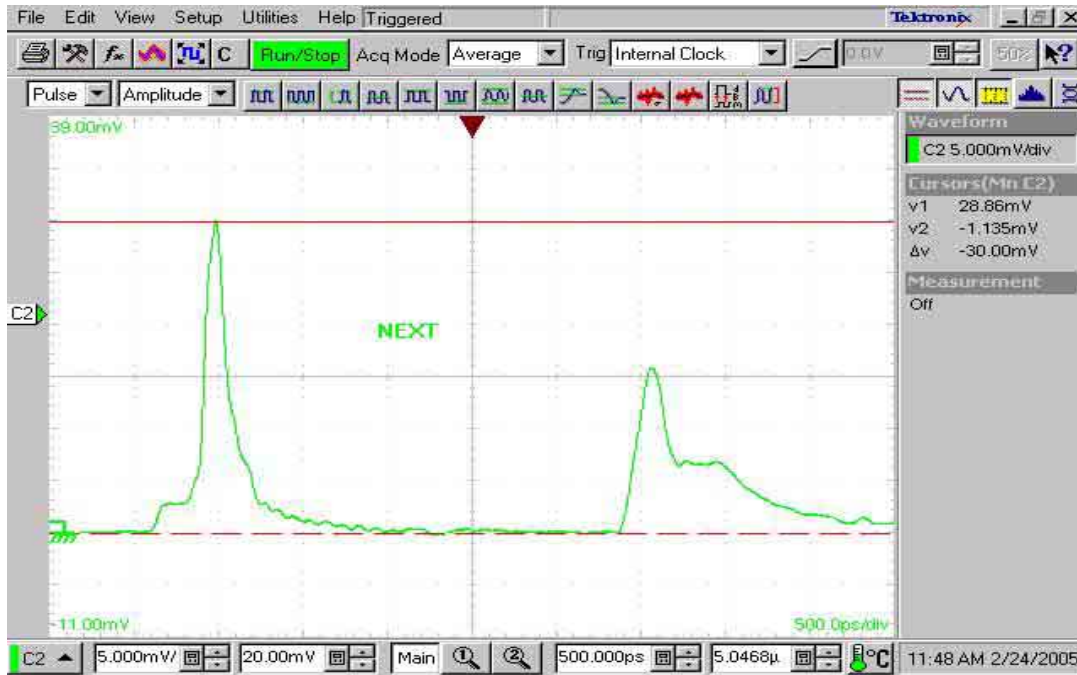 File Edit View Setup Utilities Help Triggered Tektronix
C Run/Stop Acq Mode Average Trig Internal Clock 0.0V 50%
Pulse Amplitude
39.00mV
Waveform
C2 5.000mV/div
Cursors(Mn C2)
v1 28.86mV
v2 -1.135mV
Δv -30.00mV
Measurement
Off
C2
NEXT
-11.00mV
500.0ps/div
C2 5.000mV/ 20.00mV Main 500.000ps 5.0468µ °C 11:48 AM 2/24/2005